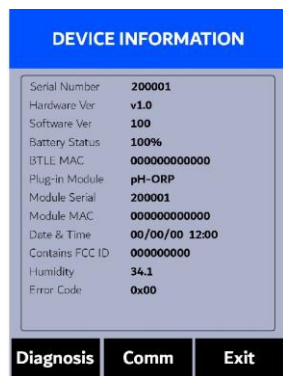 DEVICE INFORMATION
Serial Number 200001
Hardware Ver v1.0
Software Ver 100
Battery Status 100%
BTLE MAC 000000000000
Plug-in Module pH-ORP
Module Serial 200001
Module MAC 000000000000
Date & Time 00/00/00 12:00
Contains FCC ID 000000000
Humidity 34.1
Error Code 0x00
Diagnosis Comm Exit